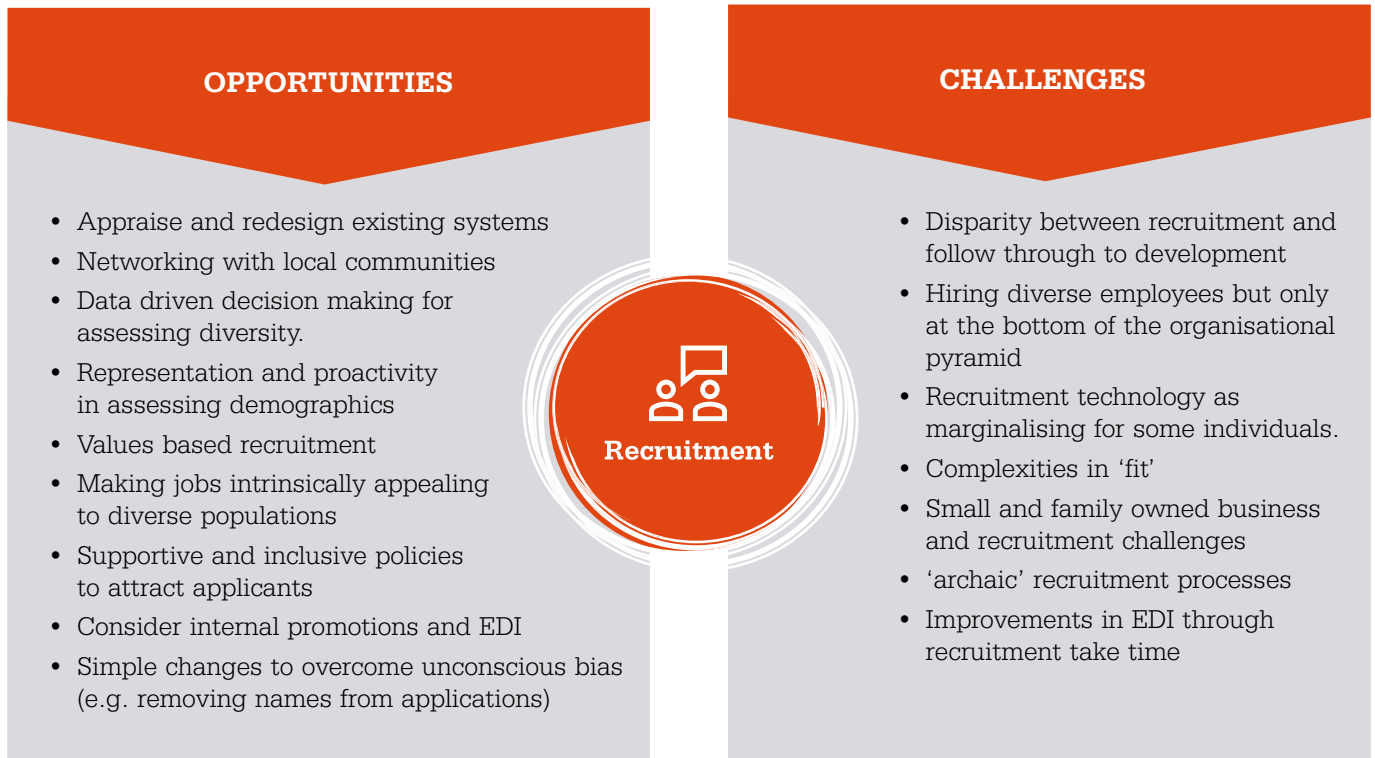 OPPORTUNITIES
• Appraise and redesign existing systems
• Networking with local communities
• Data driven decision making for
assessing diversity.
• Representation and proactivity
in assessing demographics
• Values based recruitment
• Making jobs intrinsically appealing
to diverse populations
• Supportive and inclusive policies
to attract applicants
• Consider internal promotions and EDI
• Simple changes to overcome unconscious bias
(e.g. removing names from applications)
Recruitment
CHALLENGES
• Disparity between recruitment and
follow through to development
• Hiring diverse employees but only
at the bottom of the organisational
pyramid
• Recruitment technology as
marginalising for some individuals.
• Complexities in ‘fit’
• Small and family owned business
and recruitment challenges
• ‘archaic’ recruitment processes
• Improvements in EDI through
recruitment take time